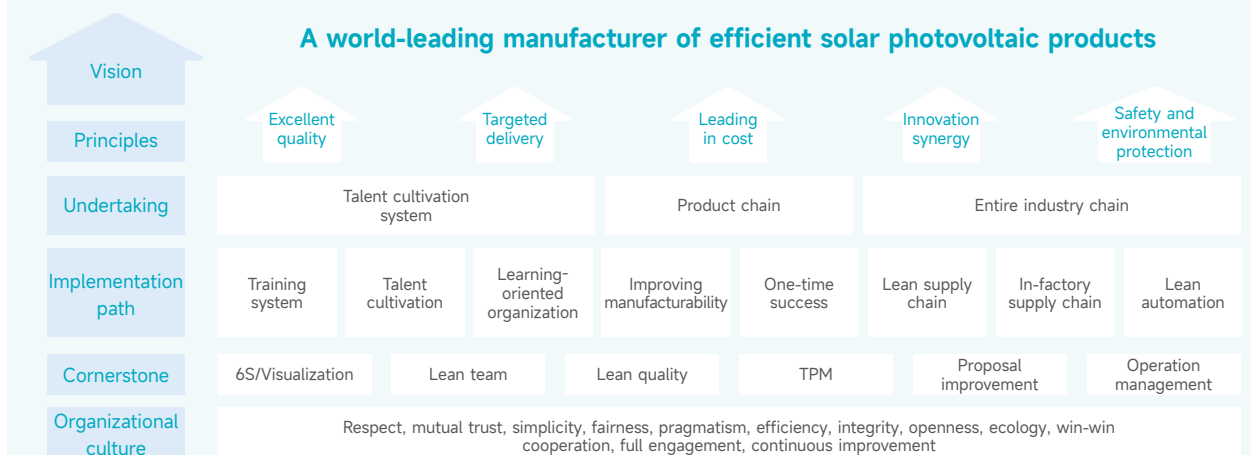 Vision
A world-leading manufacturer of efficient solar photovoltaic products
Principles
Excellent
quality
Targeted
delivery
Leading
in cost
Innovation
synergy
Safety and
environmental
protection
Undertaking
Talent cultivation
system
Product chain
Entire industry chain
Implementation
path
Training
system
Talent
cultivation
Learning-
oriented
organization
Improving
manufacturability
One-time
success
Lean supply
chain
In-factory
supply chain
Lean
automation
Cornerstone
6S/Visualization
Lean team
Lean quality
TPM
Proposal
improvement
Operation
management
Organizational
culture
Respect, mutual trust, simplicity, fairness, pragmatism, efficiency, integrity, openness, ecology, win-win
cooperation, full engagement, continuous improvement